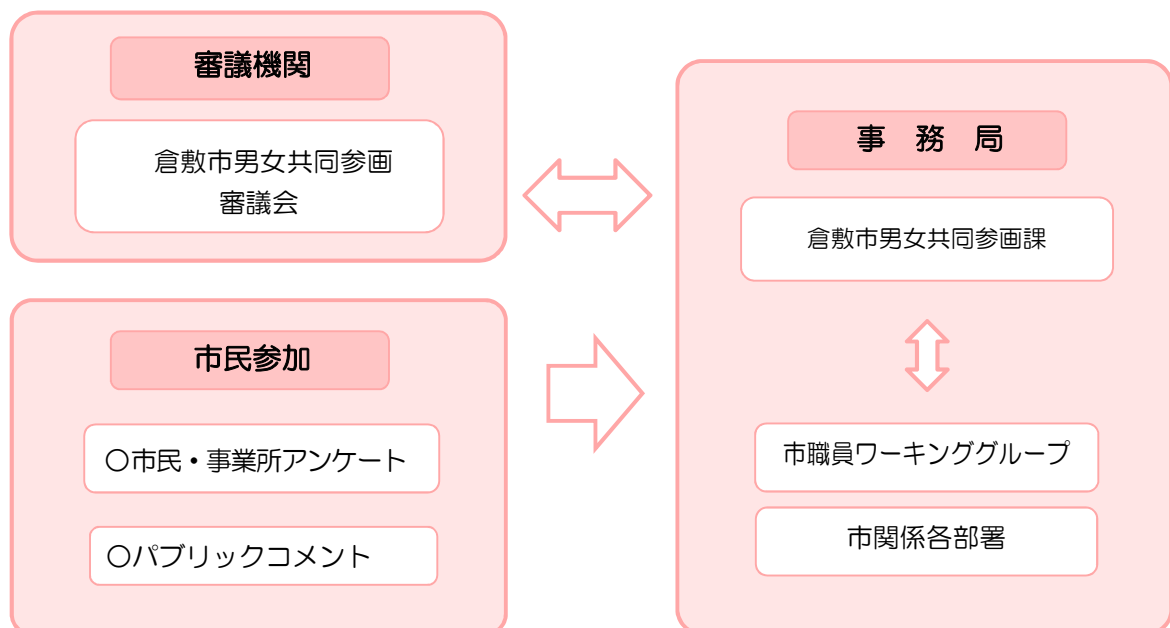 審議機関
倉敷市男女共同参画
審議会
市民参加
〇市民・事業所アンケート
〇パブリックコメント
事　務　局
倉敷市男女共同参画課
市職員ワーキンググループ
市関係各部署